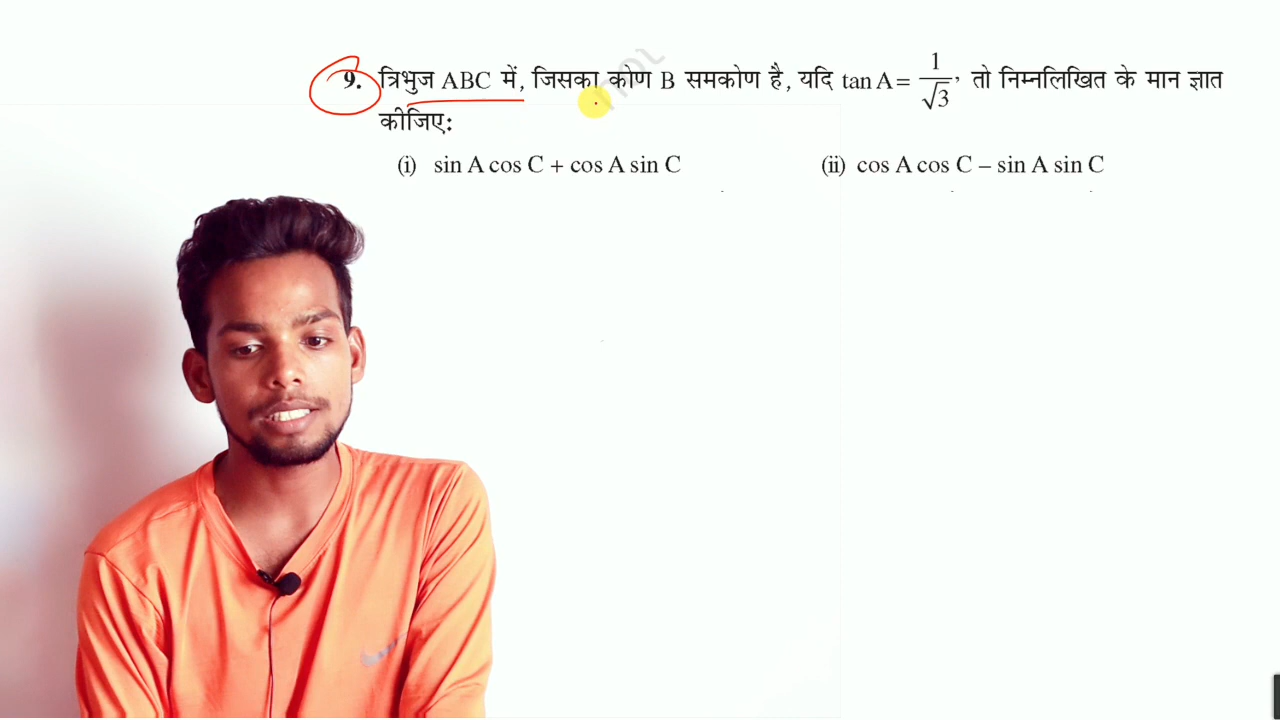 9. त्रिभुज ABC में, जिसका कोण B समकोण है, यदि tan A = 1/√3, तो निम्नलिखित के मान ज्ञात
कीजिए:
(i) sin A cos C + cos A sin C (ii) cos A cos C – sin A sin C